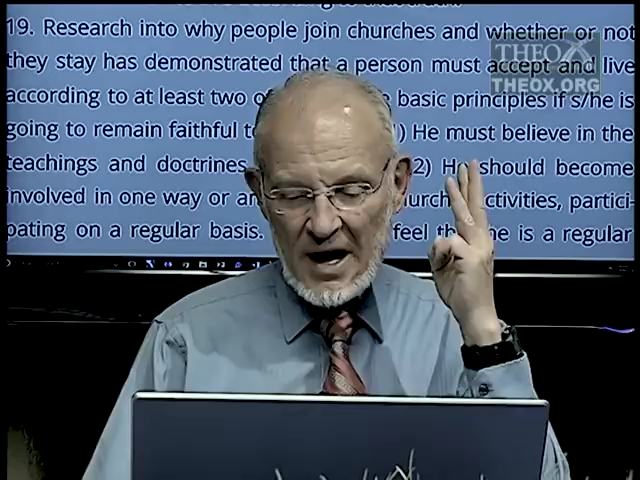 19. Research into why people join churches and whether or not
they stay has demonstrated that a person must accept and live
according to at least two of basic principles if s/he is
going to remain faithful to 1) He must believe in the
teachings and doctrines 2) He should become
involved in one way or church activities, partici-
pating on a regular basis. feel is a regular
THEOX
THEOX.ORG